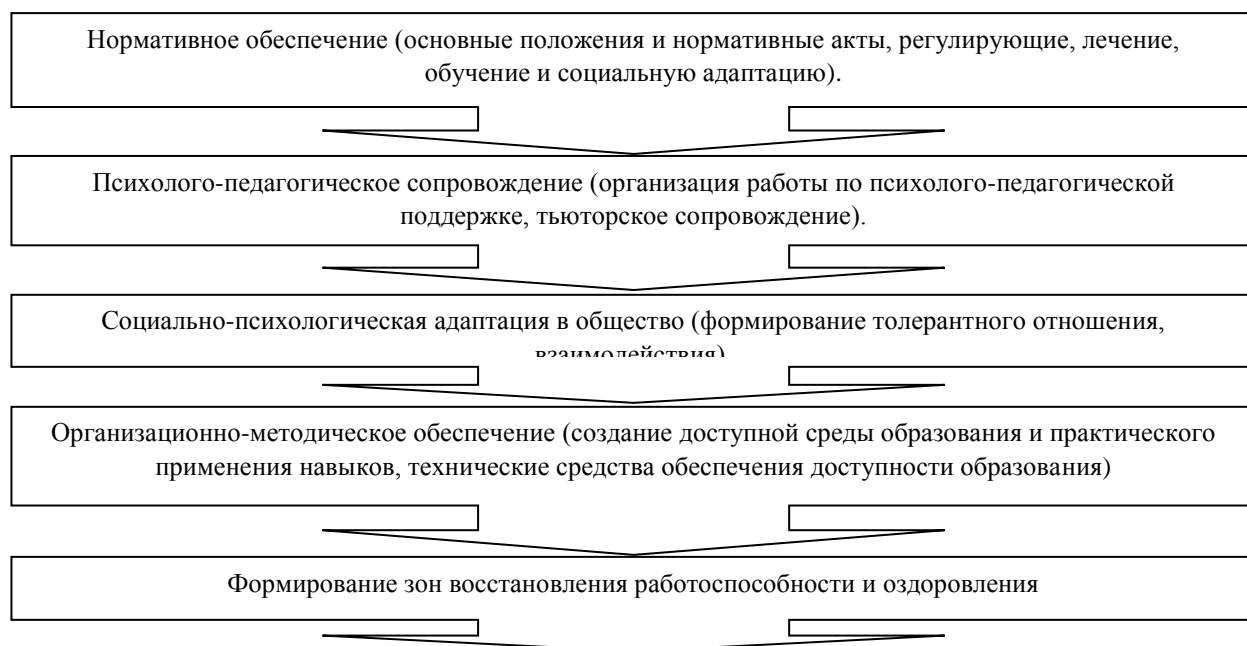 Нормативное обеспечение (основные положения и нормативные акты, регулирующие, лечение,
обучение и социальную адаптацию).
Психолого-педагогическое сопровождение (организация работы по психолого-педагогической
поддержке, тьюторское сопровождение).
Социально-психологическая адаптация в общество (формирование толерантного отношения,
взаимодействия)
Организационно-методическое обеспечение (создание доступной среды образования и практического
применения навыков, технические средства обеспечения доступности образования)
Формирование зон восстановления работоспособности и оздоровления